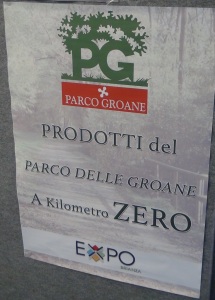 PG
PARCO GROANE
PRODOTTI del
PARCO DELLE GROANE
A Kilometro ZERO
EXPO